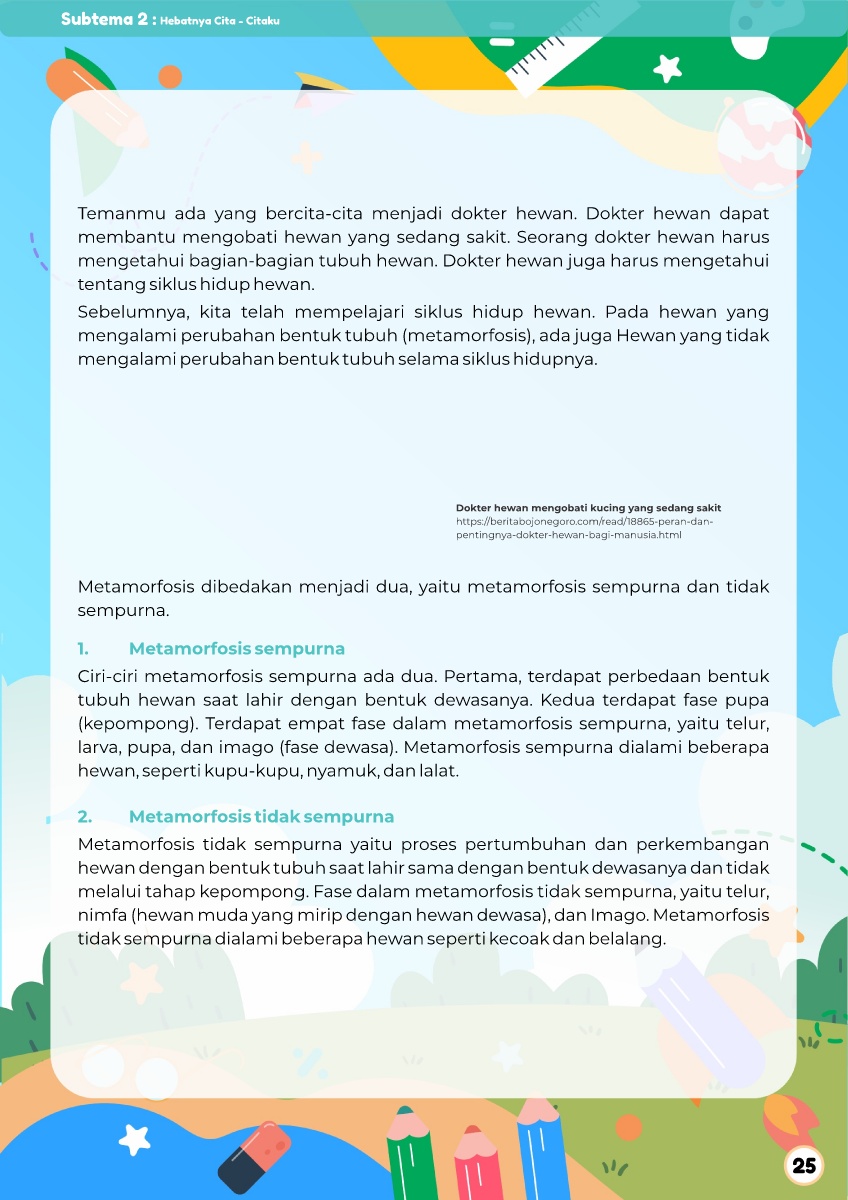 Subtema 2 : Hebatnya Cita - Citaku
Temanmu ada yang bercita-cita menjadi dokter hewan. Dokter hewan dapat
membantu mengobati hewan yang sedang sakit. Seorang dokter hewan harus
mengetahui bagian-bagian tubuh hewan. Dokter hewan juga harus mengetahui
tentang siklus hidup hewan.
Sebelumnya, kita telah mempelajari siklus hidup hewan. Pada hewan yang
mengalami perubahan bentuk tubuh (metamorfosis), ada juga Hewan yang tidak
mengalami perubahan bentuk tubuh selama siklus hidupnya.
Dokter hewan mengobati kucing yang sedang sakit
https://beritabojonegoro.com/read/18865-peran-dan-
pentingnya-dokter-hewan-bagi-manusia.html
Metamorfosis dibedakan menjadi dua, yaitu metamorfosis sempurna dan tidak
sempurna.
1. Metamorfosis sempurna
Ciri-ciri metamorfosis sempurna ada dua. Pertama, terdapat perbedaan bentuk
tubuh hewan saat lahir dengan bentuk dewasanya. Kedua terdapat fase pupa
(kepompong). Terdapat empat fase dalam metamorfosis sempurna, yaitu telur,
larva, pupa, dan imago (fase dewasa). Metamorfosis sempurna dialami beberapa
hewan, seperti kupu-kupu, nyamuk, dan lalat.
2. Metamorfosis tidak sempurna
Metamorfosis tidak sempurna yaitu proses pertumbuhan dan perkembangan
hewan dengan bentuk tubuh saat lahir sama dengan bentuk dewasanya dan tidak
melalui tahap kepompong. Fase dalam metamorfosis tidak sempurna, yaitu telur,
nimfa (hewan muda yang mirip dengan hewan dewasa), dan Imago. Metamorfosis
tidak sempurna dialami beberapa hewan seperti kecoak dan belalang.
25